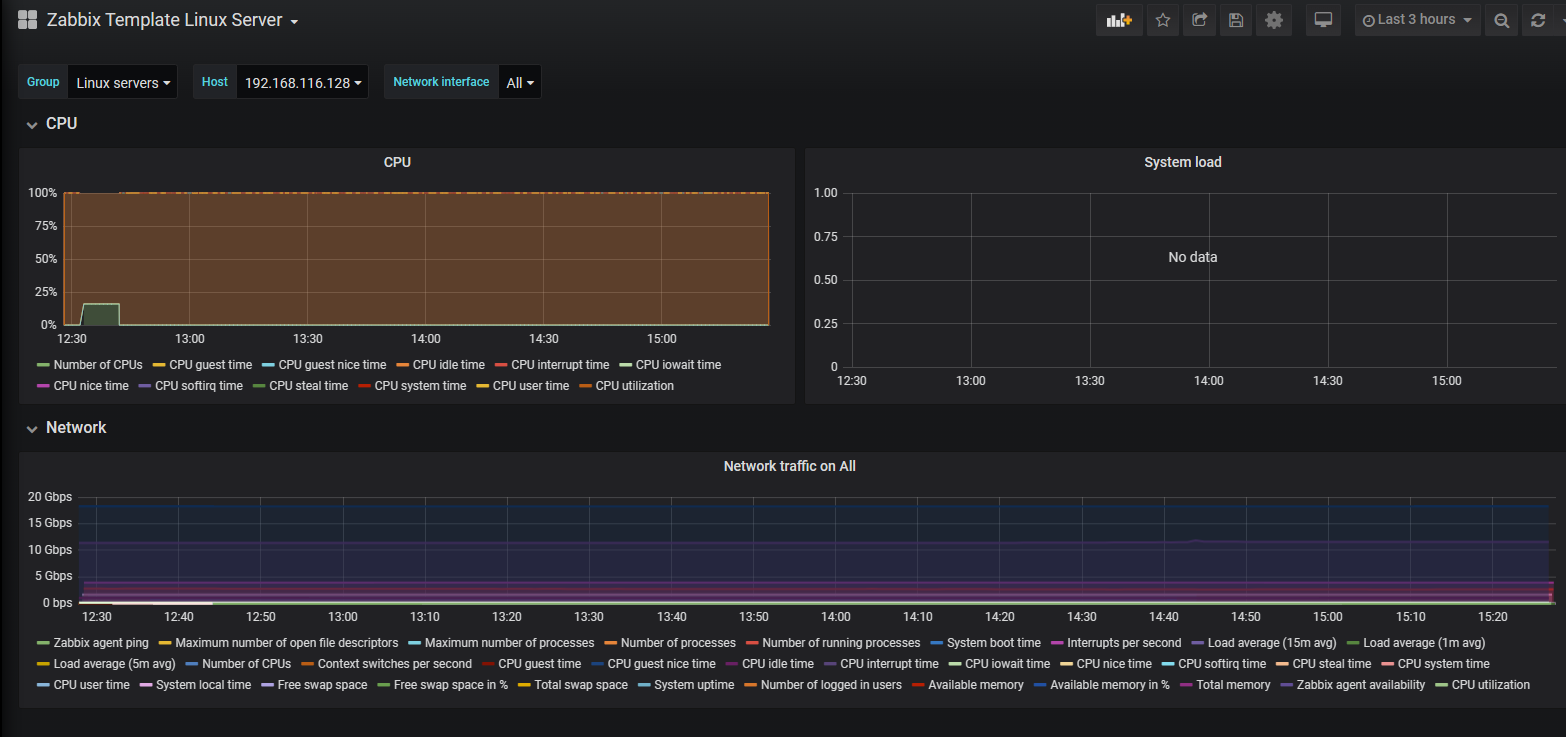 Zabbix Template Linux Server
Last 3 hours
Group Linux servers Host 192.168.116.128 Network interface All
CPU
CPU
100%
75%
50%
25%
0%
12:30 13:00 13:30 14:00 14:30 15:00
Number of CPUs CPU guest time CPU guest nice time CPU idle time CPU interrupt time CPU iowait time
CPU nice time CPU softirq time CPU steal time CPU system time CPU user time CPU utilization
System load
1.00
0.75
No data
0.50
0.25
0
12:30 13:00 13:30 14:00 14:30 15:00
Network
Network traffic on All
20 Gbps
15 Gbps
10 Gbps
5 Gbps
0 bps
12:30 12:40 12:50 13:00 13:10 13:20 13:30 13:40 13:50 14:00 14:10 14:20 14:30 14:40 14:50 15:00 15:10 15:20
Zabbix agent ping Maximum number of open file descriptors Maximum number of processes Number of processes Number of running processes System boot time Interrupts per second Load average (15m avg) Load average (1m avg)
Load average (5m avg) Number of CPUs Context switches per second CPU guest time CPU guest nice time CPU idle time CPU interrupt time CPU iowait time CPU nice time CPU softirq time CPU steal time CPU system time
CPU user time System local time Free swap space Free swap space in % Total swap space System uptime Number of logged in users Available memory Available memory in % Total memory Zabbix agent availability CPU utilization